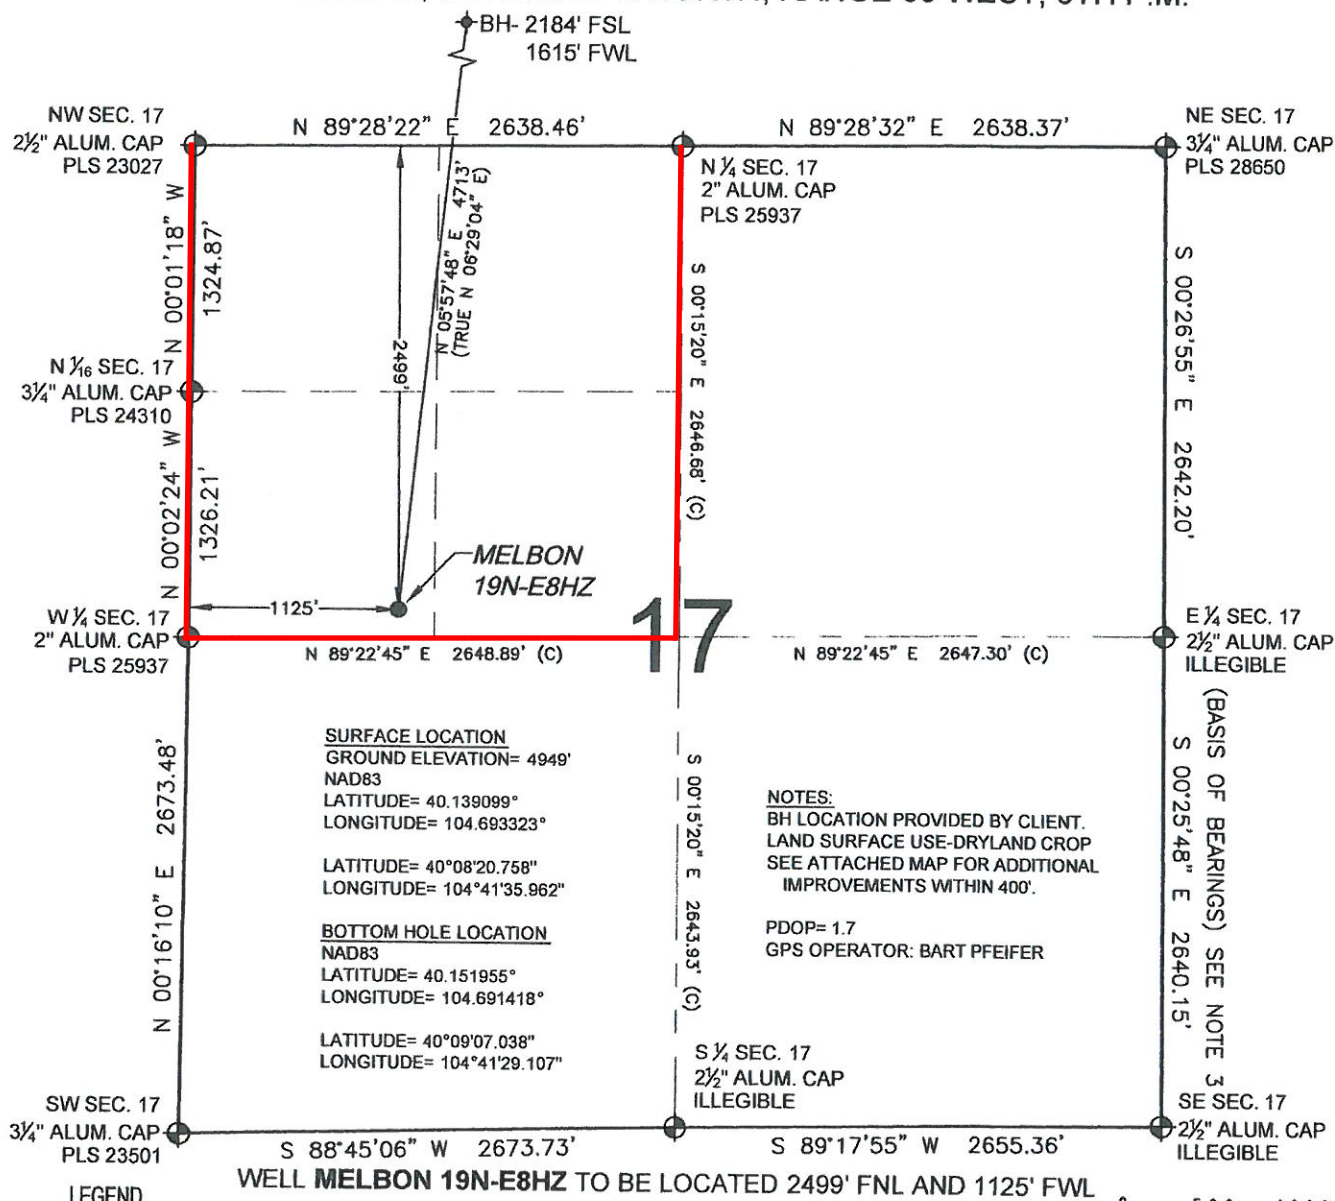 BH- 2184' FSL
1615' FWL
NW SEC. 17
2½" ALUM. CAP
PLS 23027
N 89°28'22" E 2638.46'
N 89°28'32" E 2638.37'
NE SEC. 17
3¼" ALUM. CAP
PLS 28650
N ¼ SEC. 17
2" ALUM. CAP
PLS 25937
N 00°01'18" W
1324.87'
N 05°57'48" E 4713'
(TRUE N 06°29'04" E)
2499'
S 00°15'20" E 2646.68' (C)
S 00°26'55" E 2642.20'
N 1/16 SEC. 17
3¼" ALUM. CAP
PLS 24310
N 00°02'24" W
1326.21'
MELBON
19N-E8HZ
1125'
17
W ¼ SEC. 17
2" ALUM. CAP
PLS 25937
N 89°22'45" E 2648.89' (C)
N 89°22'45" E 2647.30' (C)
E ¼ SEC. 17
2½" ALUM. CAP
ILLEGIBLE
N 00°16'10" E 2673.48'
SURFACE LOCATION
GROUND ELEVATION= 4949'
NAD83
LATITUDE= 40.139099°
LONGITUDE= 104.693323°
LATITUDE= 40°08'20.758"
LONGITUDE= 104°41'35.962"
BOTTOM HOLE LOCATION
NAD83
LATITUDE= 40.151955°
LONGITUDE= 104.691418°
LATITUDE= 40°09'07.038"
LONGITUDE= 104°41'29.107"
S 00°15'20" E 2643.93' (C)
NOTES:
BH LOCATION PROVIDED BY CLIENT.
LAND SURFACE USE-DRYLAND CROP
SEE ATTACHED MAP FOR ADDITIONAL
IMPROVEMENTS WITHIN 400'.
PDOP= 1.7
GPS OPERATOR: BART PFEIFER
S 00°25'48" E 2640.15'
(BASIS OF BEARINGS) SEE NOTE 3
S ¼ SEC. 17
2½" ALUM. CAP
ILLEGIBLE
SW SEC. 17
3¼" ALUM. CAP
PLS 23501
S 88°45'06" W 2673.73'
S 89°17'55" W 2655.36'
SE SEC. 17
2½" ALUM. CAP
ILLEGIBLE
WELL MELBON 19N-E8HZ TO BE LOCATED 2499' FNL AND 1125' FWL
LEGEND